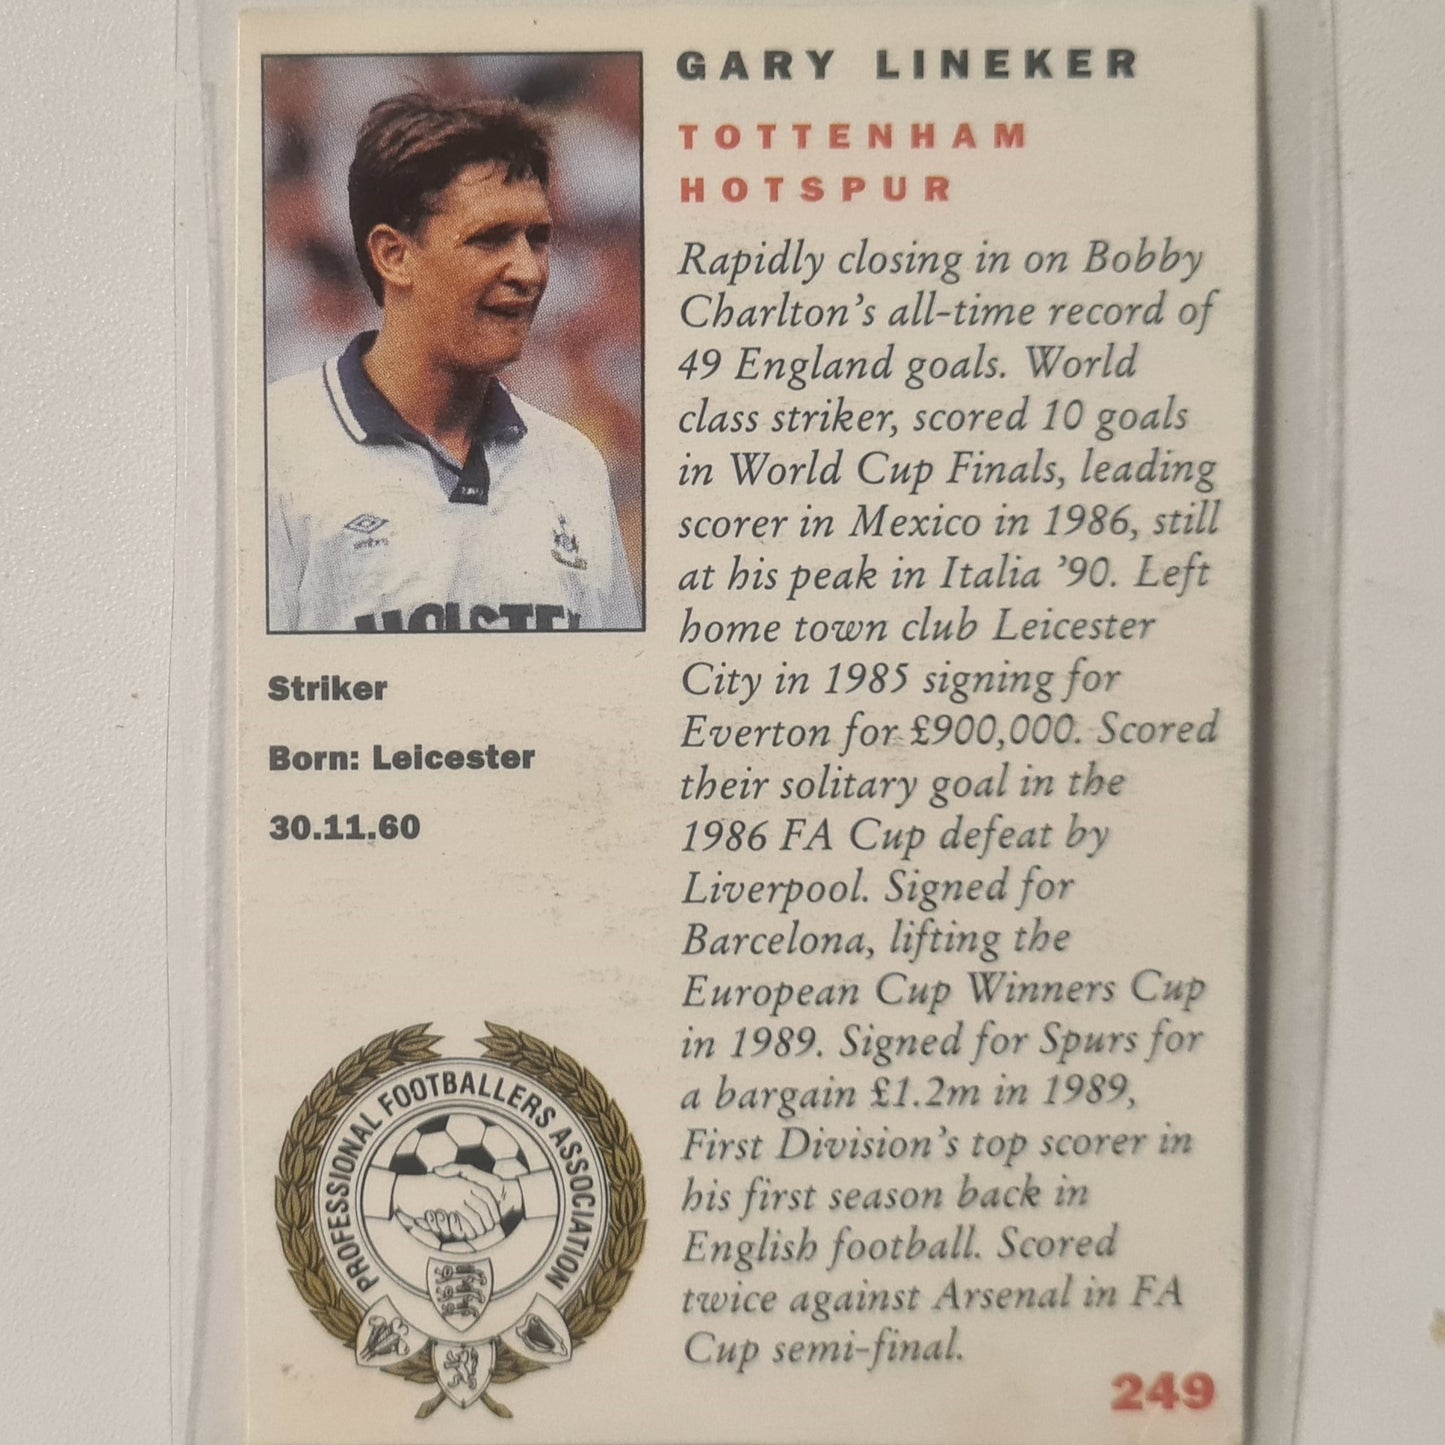 GARY LINEKER
TOTTENHAM
HOTSPUR
Rapidly closing in on Bobby
Charlton's all-time record of
49 England goals. World
class striker, scored 10 goals
in World Cup Finals, leading
scorer in Mexico in 1986, still
at his peak in Italia '90. Left
home town club Leicester
City in 1985 signing for
Everton for £900,000. Scored
their solitary goal in the
1986 FA Cup defeat by
Liverpool. Signed for
Barcelona, lifting the
European Cup Winners Cup
in 1989. Signed for Spurs for
a bargain £1.2m in 1989,
First Division's top scorer in
his first season back in
English football. Scored
twice against Arsenal in FA
Cup semi-final.
249
Striker
Born: Leicester
30.11.60
PROFESSIONAL FOOTBALLERS ASSOCIATION